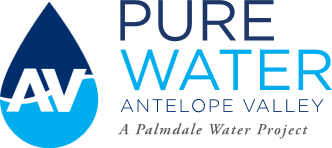 AV
PURE
WATER
ANTELOPE VALLEY
A Palmdale Water Project